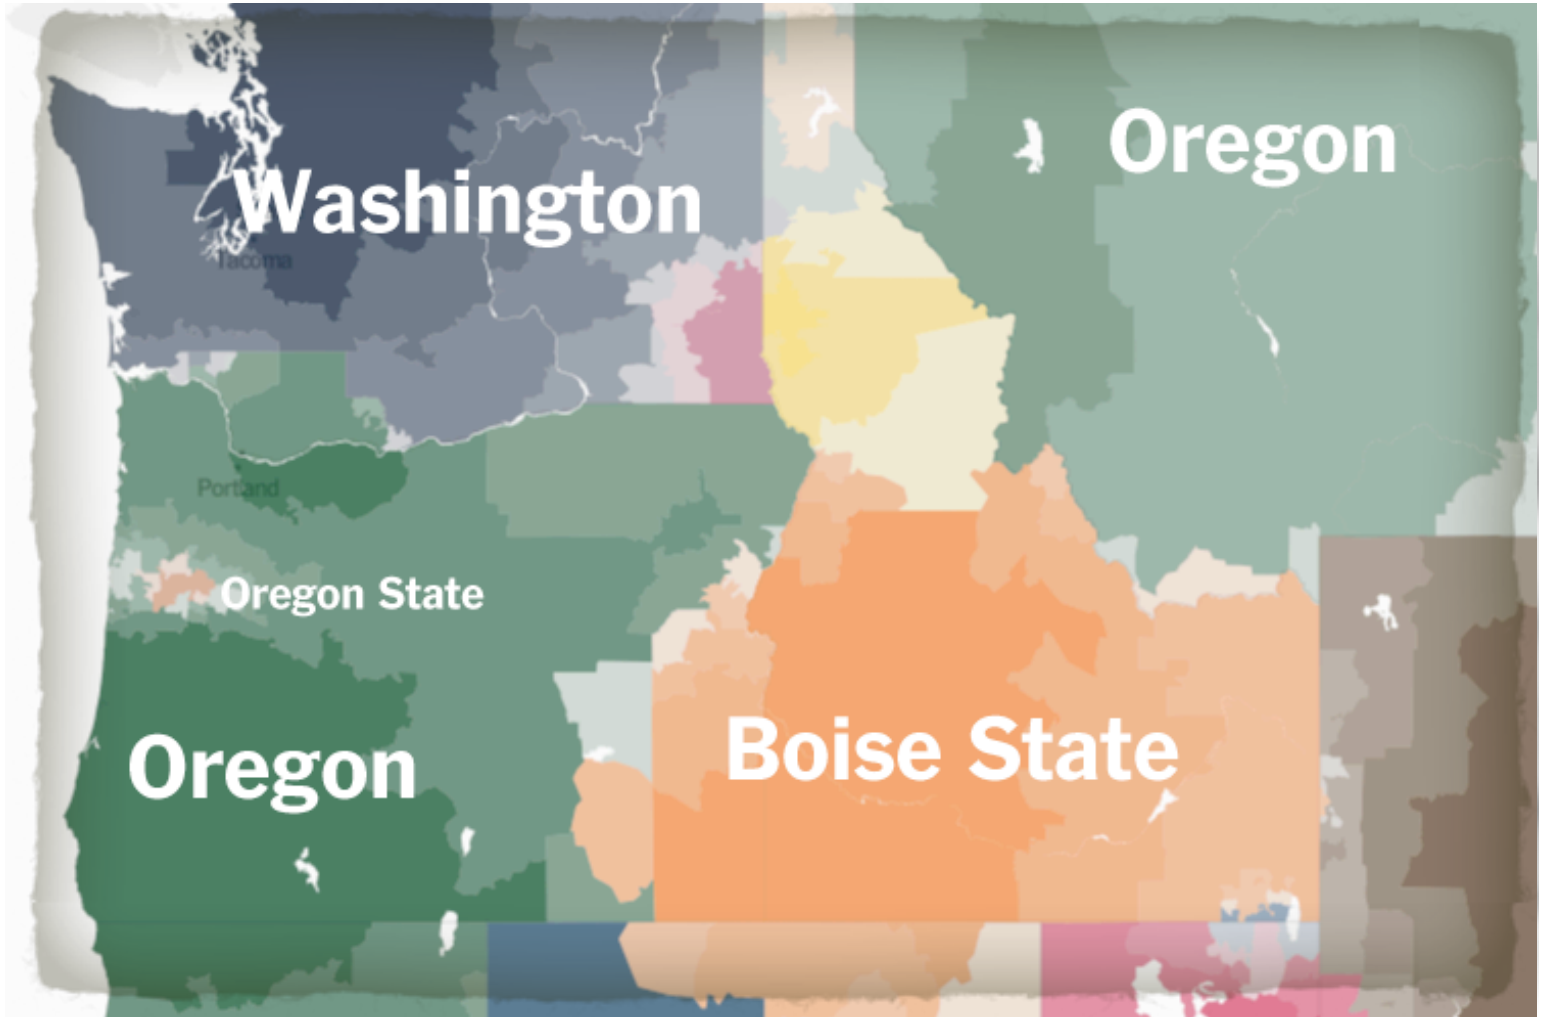 Oregon
Washington
Tacoma
Portland
Oregon State
Oregon
Boise State